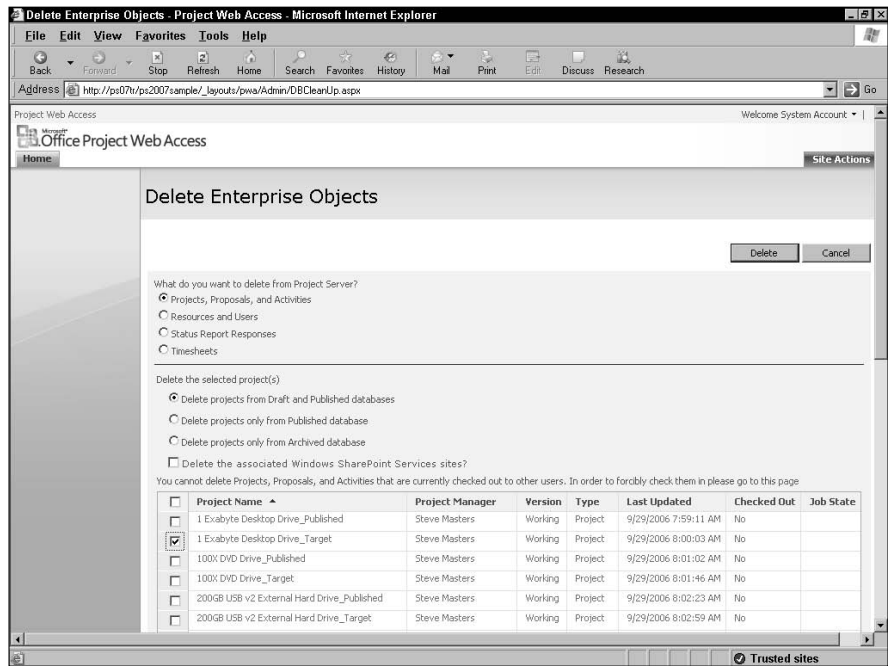 Delete Enterprise Objects - Project Web Access - Microsoft Internet Explorer
File Edit View Favorites Tools Help
Back Forward Stop Refresh Home Search Favorites History Mail Print Edit Discuss Research
Address http://ps07tr/ps2007sample/_layouts/pwa/Admin/DBCleanUp.aspx Go
Project Web Access Welcome System Account
Microsoft
Office Project Web Access
Home Site Actions
Delete Enterprise Objects
Delete Cancel
What do you want to delete from Project Server?
Projects, Proposals, and Activities
Resources and Users
Status Report Responses
Timesheets
Delete the selected project(s)
Delete projects from Draft and Published databases
Delete projects only from Published database
Delete projects only from Archived database
Delete the associated Windows SharePoint Services sites?
You cannot delete Projects, Proposals, and Activities that are currently checked out to other users. In order to forcibly check them in please go to this page
Project Name Project Manager Version Type Last Updated Checked Out Job State
1 Exabyte Desktop Drive_Published Steve Masters Working Project 9/29/2006 7:59:11 AM No
1 Exabyte Desktop Drive_Target Steve Masters Working Project 9/29/2006 8:00:03 AM No
100X DVD Drive_Published Steve Masters Working Project 9/29/2006 8:01:02 AM No
100X DVD Drive_Target Steve Masters Working Project 9/29/2006 8:01:46 AM No
200GB USB v2 External Hard Drive_Published Steve Masters Working Project 9/29/2006 8:02:23 AM No
200GB USB v2 External Hard Drive_Target Steve Masters Working Project 9/29/2006 8:02:59 AM No
Trusted sites